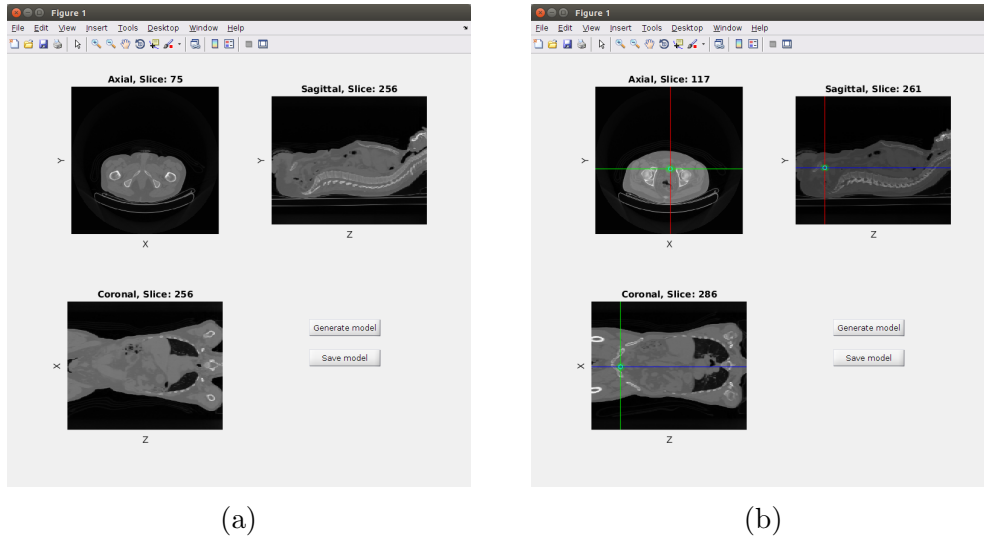 Figure 1
File Edit View Insert Tools Desktop Window Help
Axial, Slice: 75
Y
X
Sagittal, Slice: 256
Y
Z
Coronal, Slice: 256
X
Z
Generate model
Save model
(a)
Figure 1
File Edit View Insert Tools Desktop Window Help
Axial, Slice: 117
Y
X
Sagittal, Slice: 261
Y
Z
Coronal, Slice: 286
X
Z
Generate model
Save model
(b)